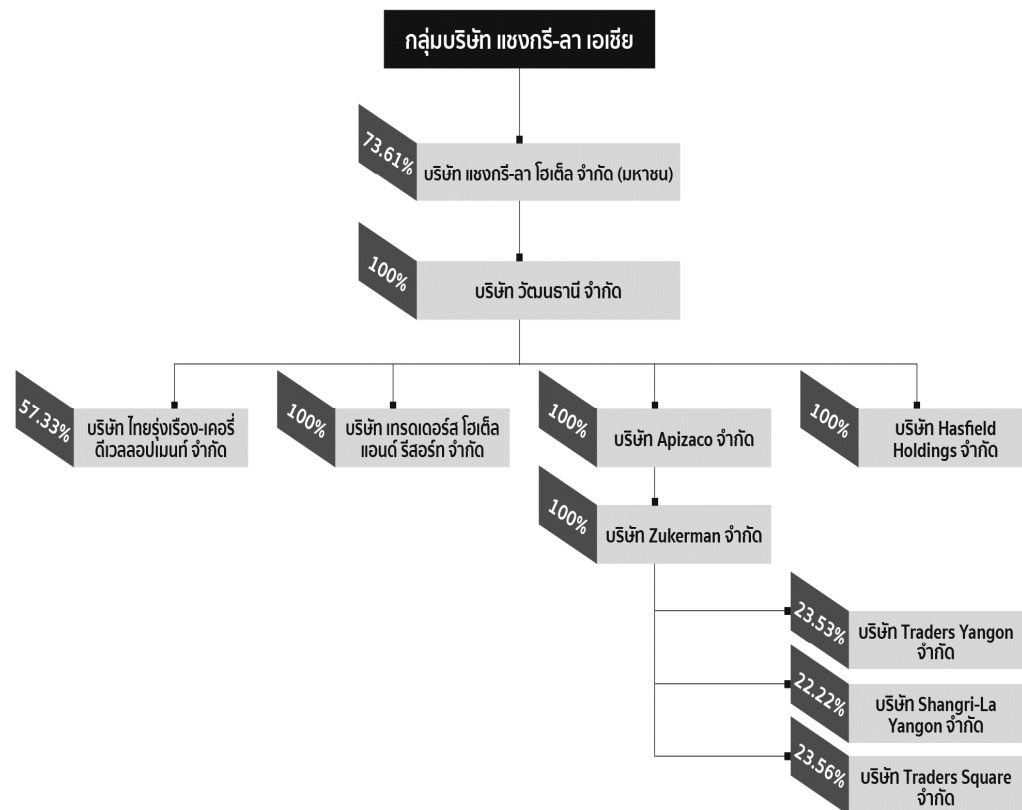 กลุ่มบริษัท แชงกรี-ลา เอเชีย
73.61%
บริษัท แชงกรี-ลา โฮเต็ล จำกัด (มหาชน)
100%
บริษัท วัฒนธานี จำกัด
57.33%
บริษัท ไทยรุ่งเรือง-เคอรี่
ดีเวลลอปเมนท์ จำกัด
100%
บริษัท เทรดเดอร์ส โฮเต็ล
แอนด์ รีสอร์ท จำกัด
100%
บริษัท Apizaco จำกัด
100%
บริษัท Hasfield
Holdings จำกัด
100%
บริษัท Zukerman จำกัด
23.53%
บริษัท Traders Yangon
จำกัด
22.22%
บริษัท Shangri-La
Yangon จำกัด
23.56%
บริษัท Traders Square
จำกัด